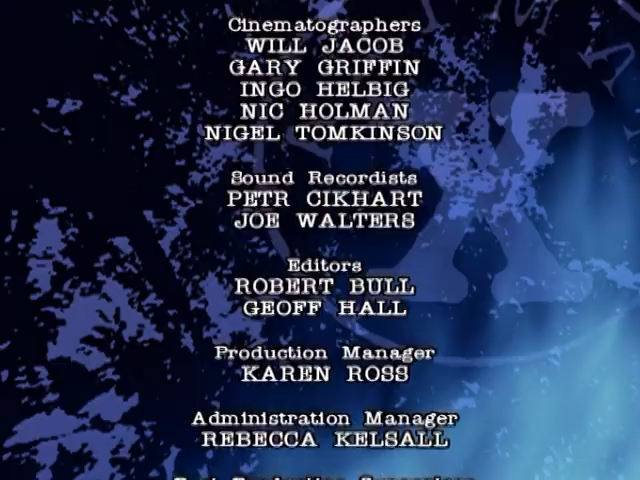 Cinematographers
WILL JACOB
GARY GRIFFIN
INGO HELBIG
NIC HOLMAN
NIGEL TOMKINSON
Sound Recordists
PETR CIKHART
JOE WALTERS
Editors
ROBERT BULL
GEOFF HALL
Production Manager
KAREN ROSS
Administration Manager
REBECCA KELSALL
X